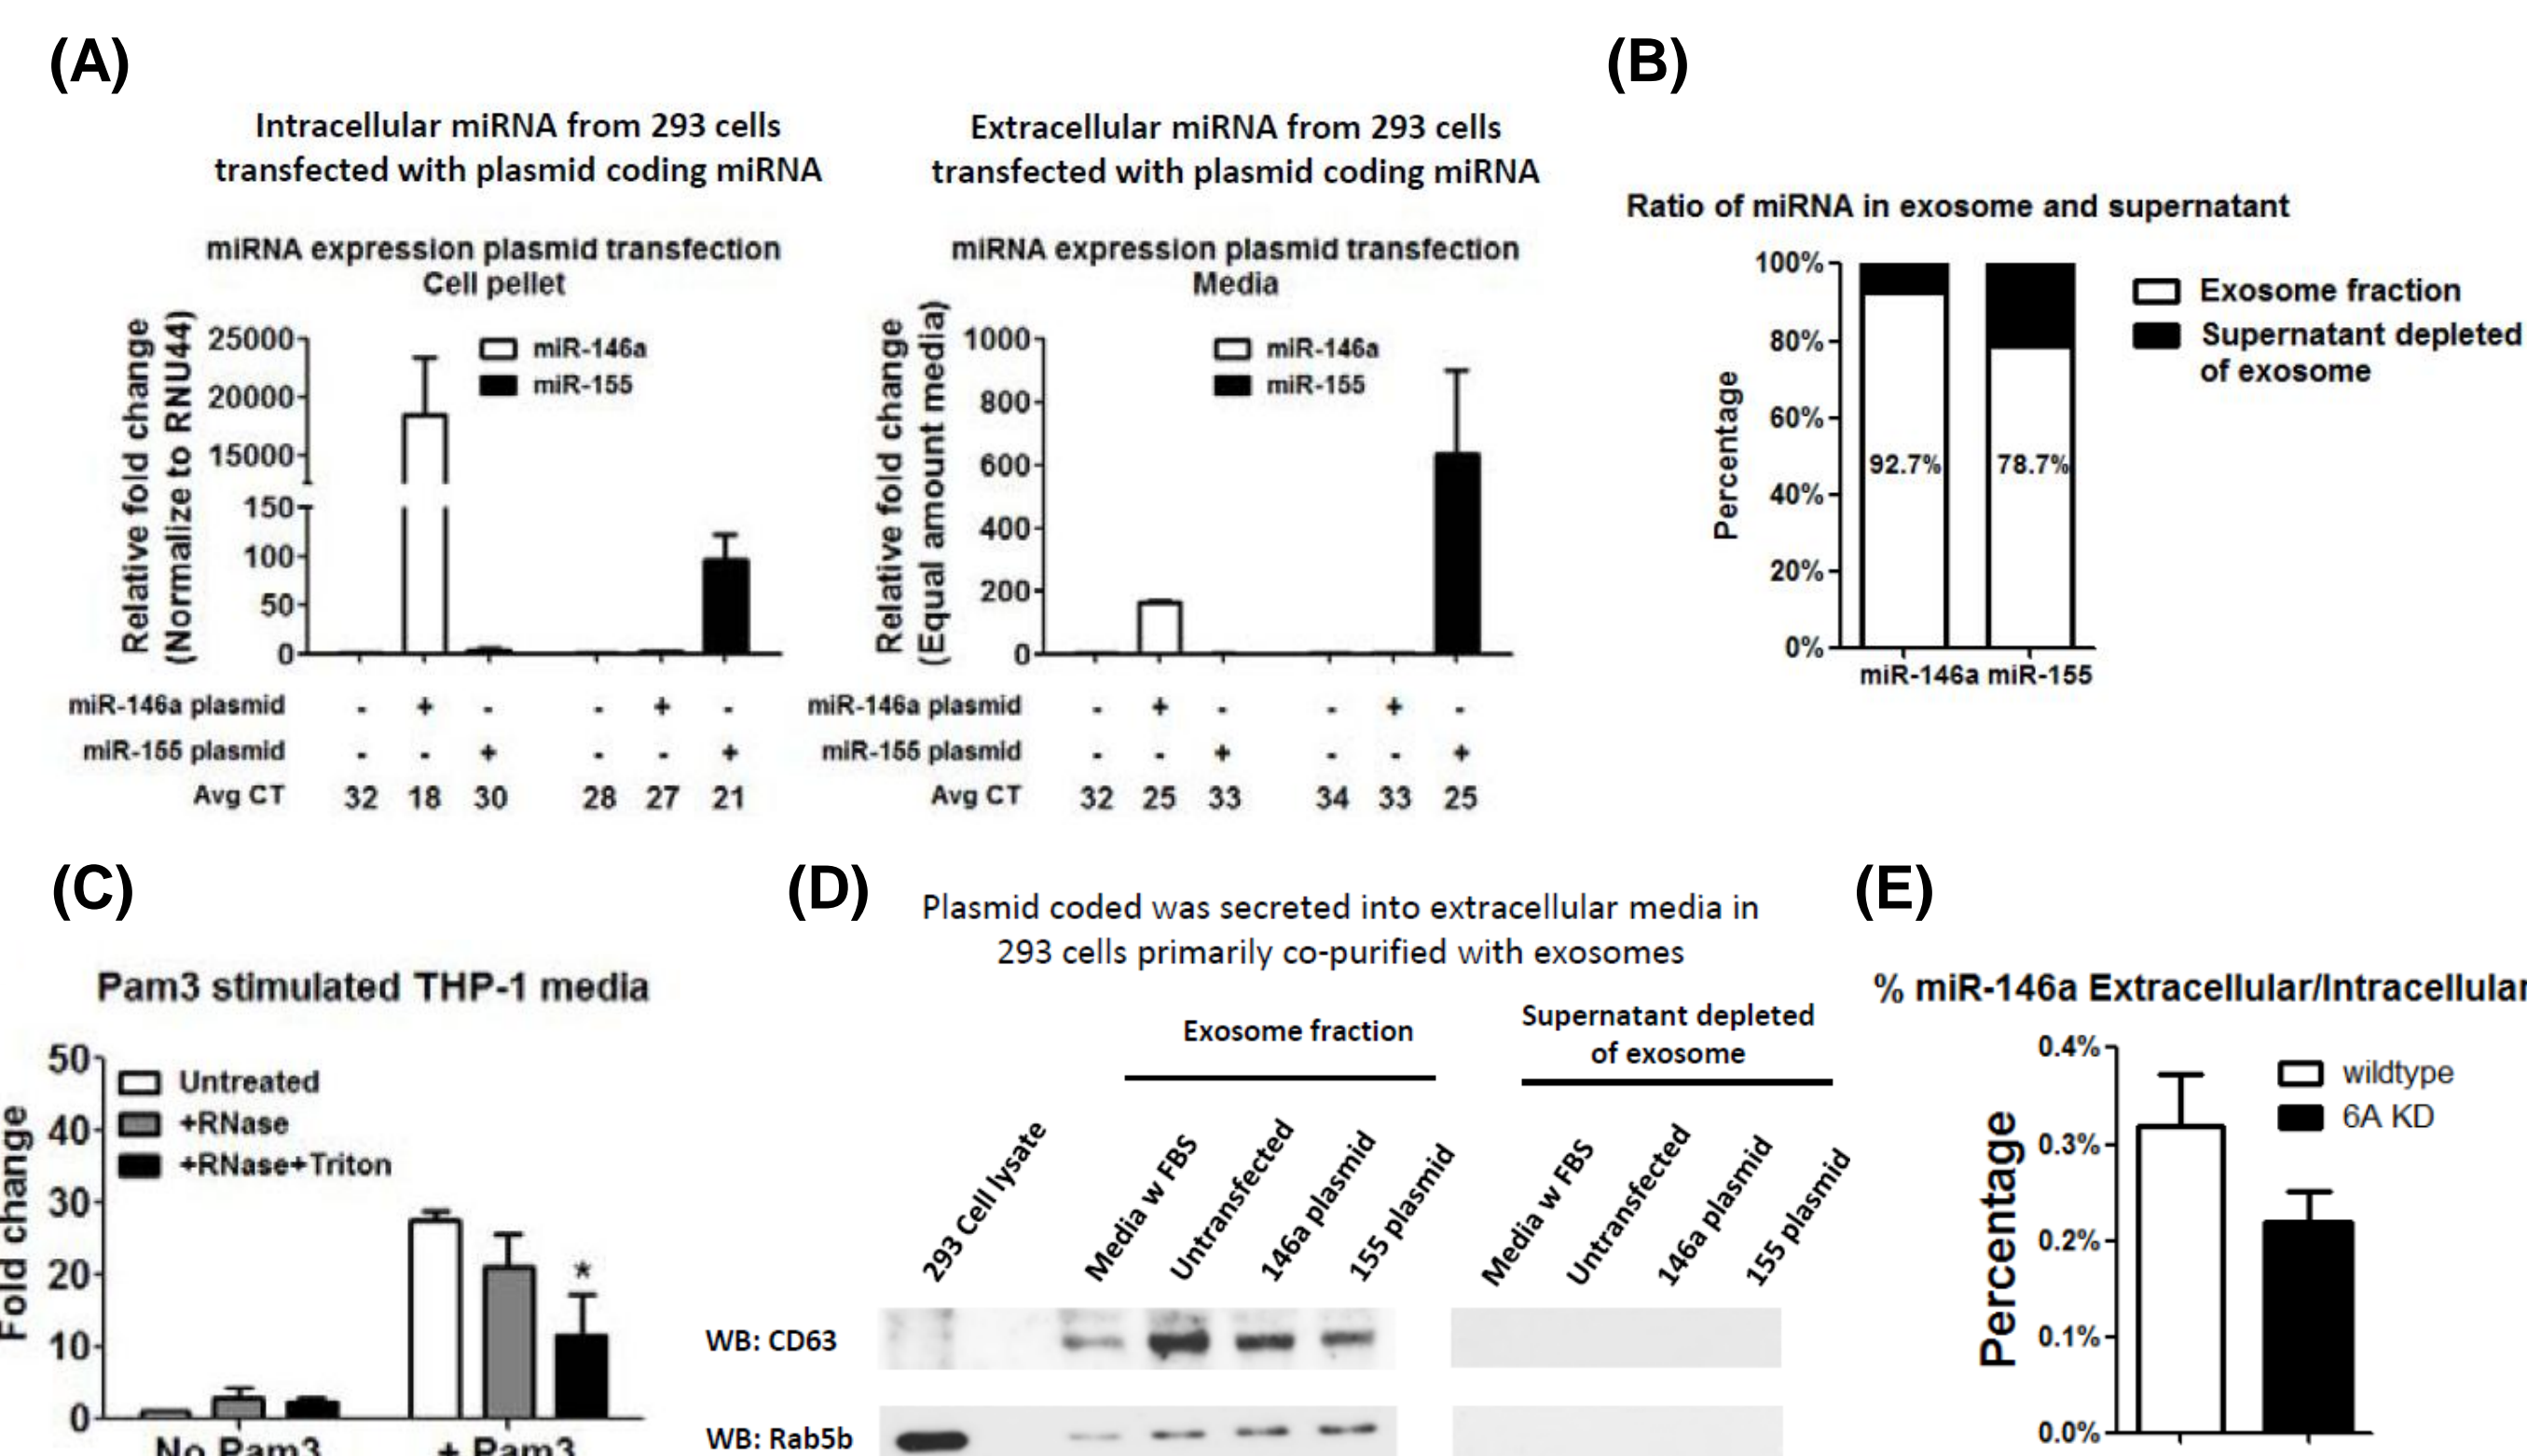 (A)
Intracellular miRNA from 293 cells
transfected with plasmid coding miRNA
miRNA expression plasmid transfection
Cell pellet
Relative fold change
(Normalize to RNU44)
25000
20000
15000
150
100
50
0
miR-146a
miR-155
miR-146a plasmid - + - - + -
miR-155 plasmid - - + - - +
Avg CT 32 18 30 28 27 21
Extracellular miRNA from 293 cells
transfected with plasmid coding miRNA
miRNA expression plasmid transfection
Media
Relative fold change
(Equal amount media)
1000
800
600
400
200
0
miR-146a
miR-155
miR-146a plasmid - + - - + -
miR-155 plasmid - - + - - +
Avg CT 32 25 33 34 33 25
(B)
Ratio of miRNA in exosome and supernatant
Percentage
100%
80%
60%
40%
20%
0%
92.7% 78.7%
miR-146a miR-155
Exosome fraction
Supernatant depleted
of exosome
(C)
Pam3 stimulated THP-1 media
Fold change
50
40
30
20
10
0
Untreated
+RNase
+RNase+Triton
*
No Pam3 + Pam3
(D)
Plasmid coded was secreted into extracellular media in
293 cells primarily co-purified with exosomes
Exosome fraction
Supernatant depleted
of exosome
293 Cell lysate
Media w FBS
Untransfected
146a plasmid
155 plasmid
Media w FBS
Untransfected
146a plasmid
155 plasmid
WB: CD63
WB: Rab5b
(E)
% miR-146a Extracellular/Intracellular
Percentage
0.4%
0.3%
0.2%
0.1%
0.0%
wildtype
6A KD